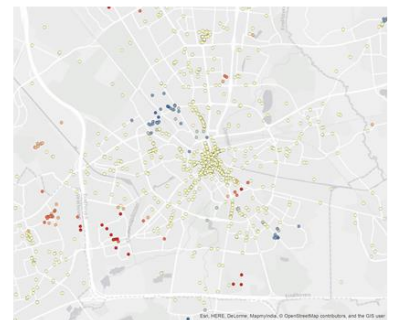 Esri, HERE, DeLorme, MapmyIndia, © OpenStreetMap contributors, and the GIS user